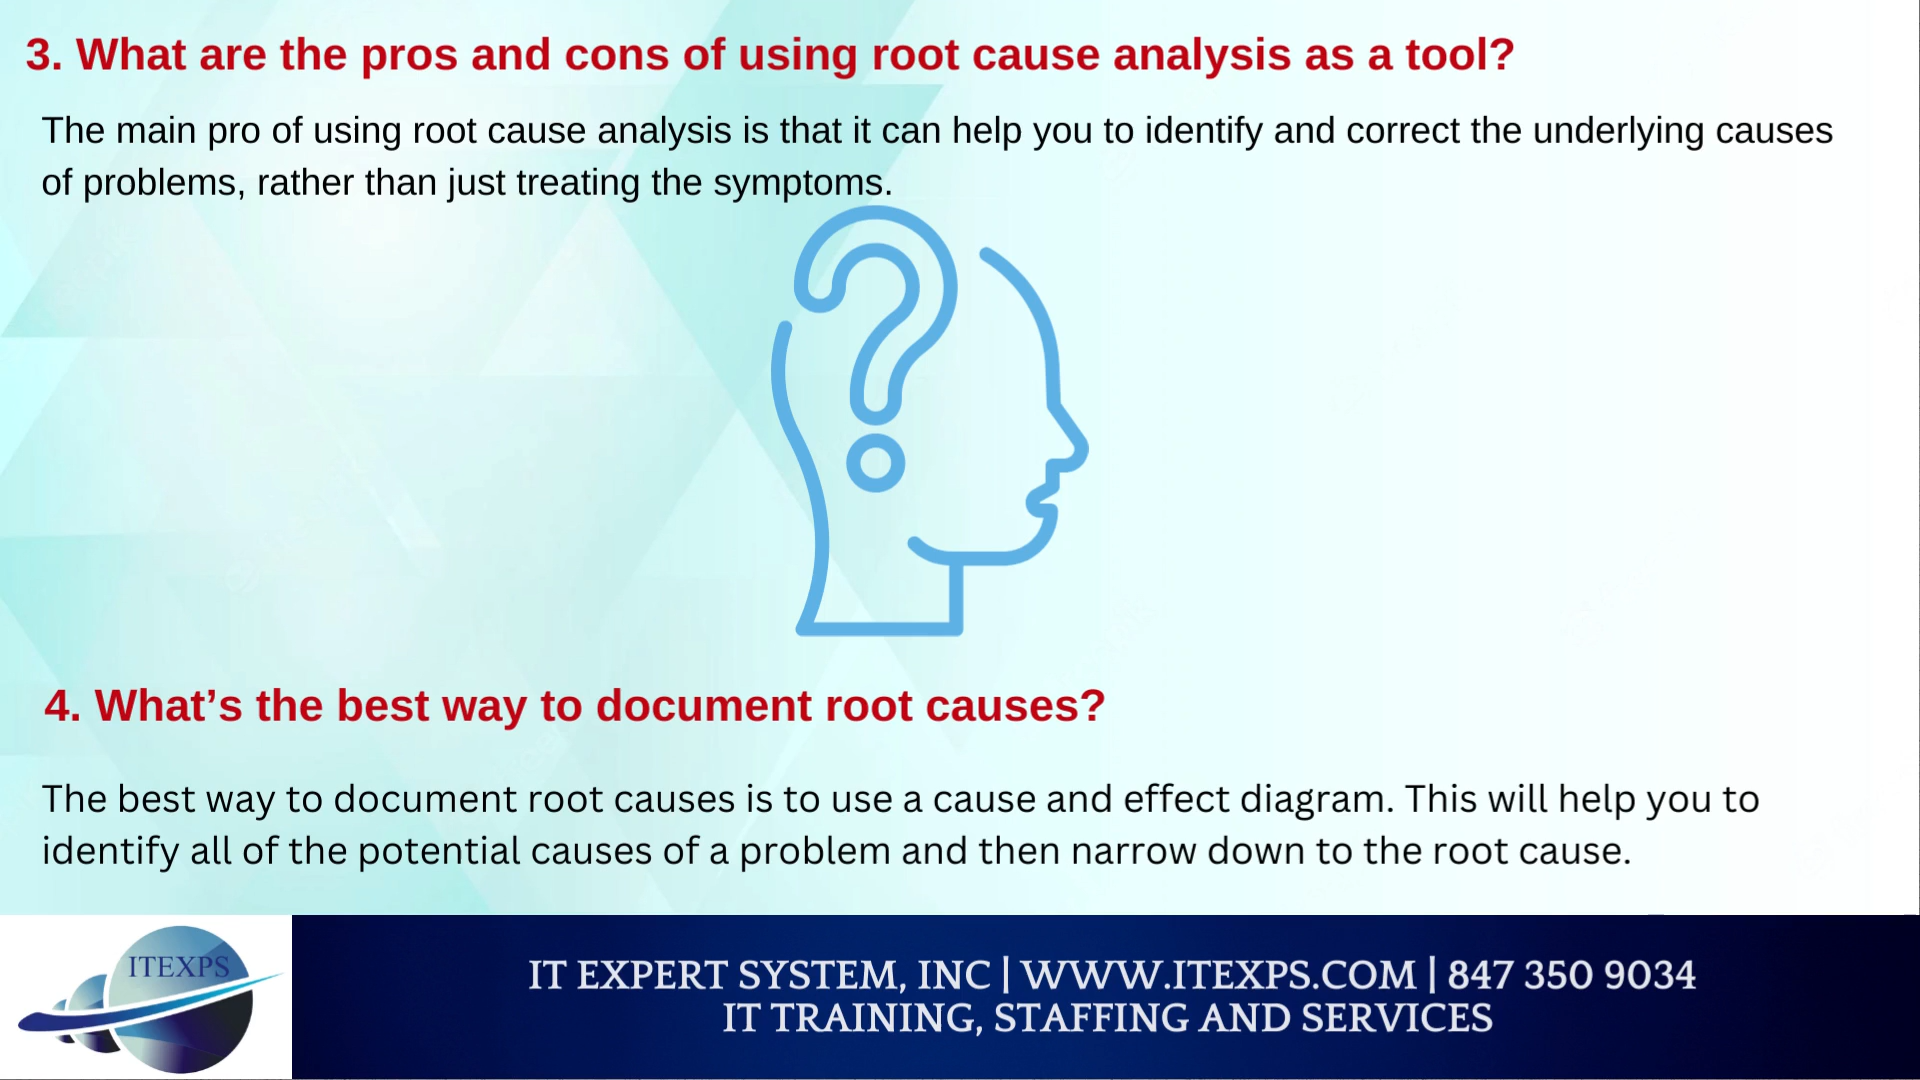 3. What are the pros and cons of using root cause analysis as a tool?
The main pro of using root cause analysis is that it can help you to identify and correct the underlying causes
of problems, rather than just treating the symptoms.
4. What’s the best way to document root causes?
The best way to document root causes is to use a cause and effect diagram. This will help you to
identify all of the potential causes of a problem and then narrow down to the root cause.
ITEXPS
IT EXPERT SYSTEM, INC | WWW.ITEXPS.COM | 847 350 9034
IT TRAINING, STAFFING AND SERVICES